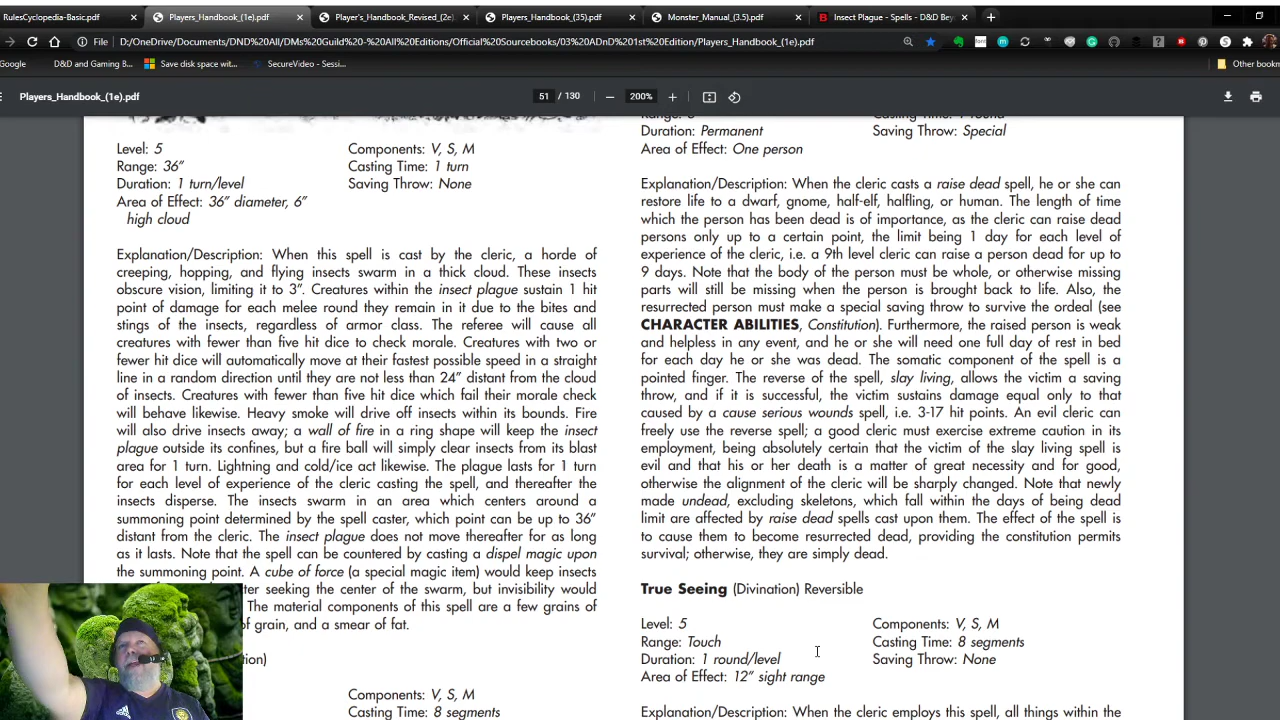 RulesCyclopedia-Basic.pdf
Players_Handbook_(1e).pdf
Player's_Handbook_Revised_(2e).
Players_Handbook_(35).pdf
Monster_Manual_(3.5).pdf
Insect Plague - Spells - D&D Bey
File
D:/OneDrive/Documents/DND%20All/DMs%20Guild%20-%20All%20Editions/Official%20Sourcebooks/03%20ADnD%201st%20Edition/Players_Handbook_(1e).pdf
Google
D&D and Gaming B...
Save disk space wit...
SecureVideo - Sessi...
Other bookm
Players_Handbook_(1e).pdf
51 / 130
200%
Level: 5
Components: V, S, M
Range: 36"
Casting Time: 1 turn
Duration: 1 turn/level
Saving Throw: None
Area of Effect: 36" diameter, 6"
high cloud
Explanation/Description: When this spell is cast by the cleric, a horde of
creeping, hopping, and flying insects swarm in a thick cloud. These insects
obscure vision, limiting it to 3". Creatures within the insect plague sustain 1 hit
point of damage for each melee round they remain in it due to the bites and
stings of the insects, regardless of armor class. The referee will cause all
creatures with fewer than five hit dice to check morale. Creatures with two or
fewer hit dice will automatically move at their fastest possible speed in a straight
line in a random direction until they are not less than 24" distant from the cloud
of insects. Creatures with fewer than five hit dice which fail their morale check
will behave likewise. Heavy smoke will drive off insects within its bounds. Fire
will also drive insects away; a wall of fire in a ring shape will keep the insect
plague outside its confines, but a fire ball will simply clear insects from its blast
area for 1 turn. Lightning and cold/ice act likewise. The plague lasts for 1 turn
for each level of experience of the cleric casting the spell, and thereafter the
insects disperse. The insects swarm in an area which centers around a
summoning point determined by the spell caster, which point can be up to 36"
distant from the cleric. The insect plague does not move thereafter for as long
as it lasts. Note that the spell can be countered by casting a dispel magic upon
the summoning point. A cube of force (a special magic item) would keep insects
ter seeking the center of the swarm, but invisibility would
The material components of this spell are a few grains of
of grain, and a smear of fat.
Components: V, S, M
Casting Time: 8 segments
Duration: Permanent
Saving Throw: Special
Area of Effect: One person
Explanation/Description: When the cleric casts a raise dead spell, he or she can
restore life to a dwarf, gnome, half-elf, halfling, or human. The length of time
which the person has been dead is of importance, as the cleric can raise dead
persons only up to a certain point, the limit being 1 day for each level of
experience of the cleric, i.e. a 9th level cleric can raise a person dead for up to
9 days. Note that the body of the person must be whole, or otherwise missing
parts will still be missing when the person is brought back to life. Also, the
resurrected person must make a special saving throw to survive the ordeal (see
CHARACTER ABILITIES, Constitution). Furthermore, the raised person is weak
and helpless in any event, and he or she will need one full day of rest in bed
for each day he or she was dead. The somatic component of the spell is a
pointed finger. The reverse of the spell, slay living, allows the victim a saving
throw, and if it is successful, the victim sustains damage equal only to that
caused by a cause serious wounds spell, i.e. 3-17 hit points. An evil cleric can
freely use the reverse spell; a good cleric must exercise extreme caution in its
employment, being absolutely certain that the victim of the slay living spell is
evil and that his or her death is a matter of great necessity and for good,
otherwise the alignment of the cleric will be sharply changed. Note that newly
made undead, excluding skeletons, which fall within the days of being dead
limit are affected by raise dead spells cast upon them. The effect of the spell is
to cause them to become resurrected dead, providing the constitution permits
survival; otherwise, they are simply dead.
True Seeing (Divination) Reversible
Level: 5
Components: V, S, M
Range: Touch
Casting Time: 8 segments
Duration: 1 round/level
Saving Throw: None
Area of Effect: 12" sight range
Explanation/Description: When the cleric employs this spell, all things within the